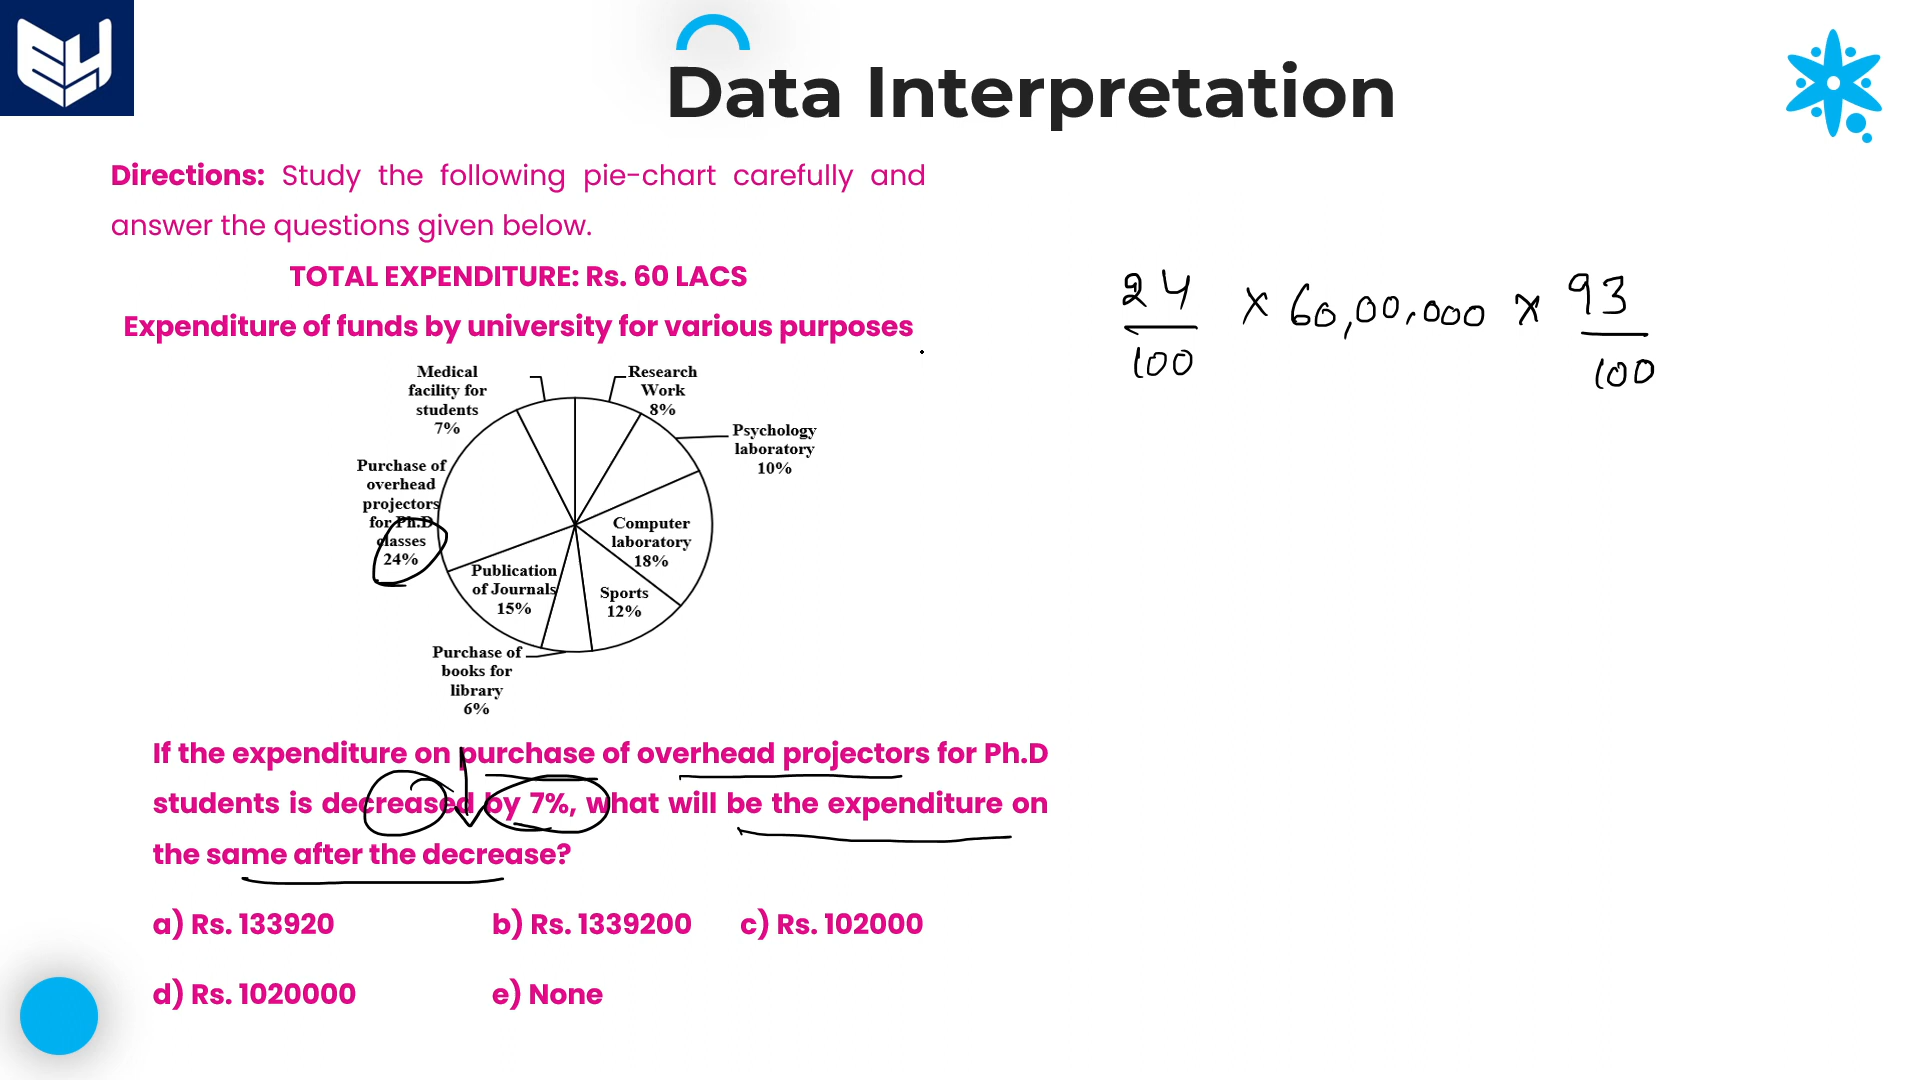 Data Interpretation
Directions: Study the following pie-chart carefully and
answer the questions given below.
TOTAL EXPENDITURE: Rs. 60 LACS
Expenditure of funds by university for various purposes
Medical
facility for
students
7%
Research
Work
8%
Psychology
laboratory
10%
Purchase of
overhead
projectors
for Ph.D
classes
24%
Computer
laboratory
18%
Publication
of Journals
15%
Sports
12%
Purchase of
books for
library
6%
24/100 × 60,00,000 × 93/100
If the expenditure on purchase of overhead projectors for Ph.D
students is decreased by 7%, what will be the expenditure on
the same after the decrease?
a) Rs. 133920 b) Rs. 1339200 c) Rs. 102000
d) Rs. 1020000 e) None